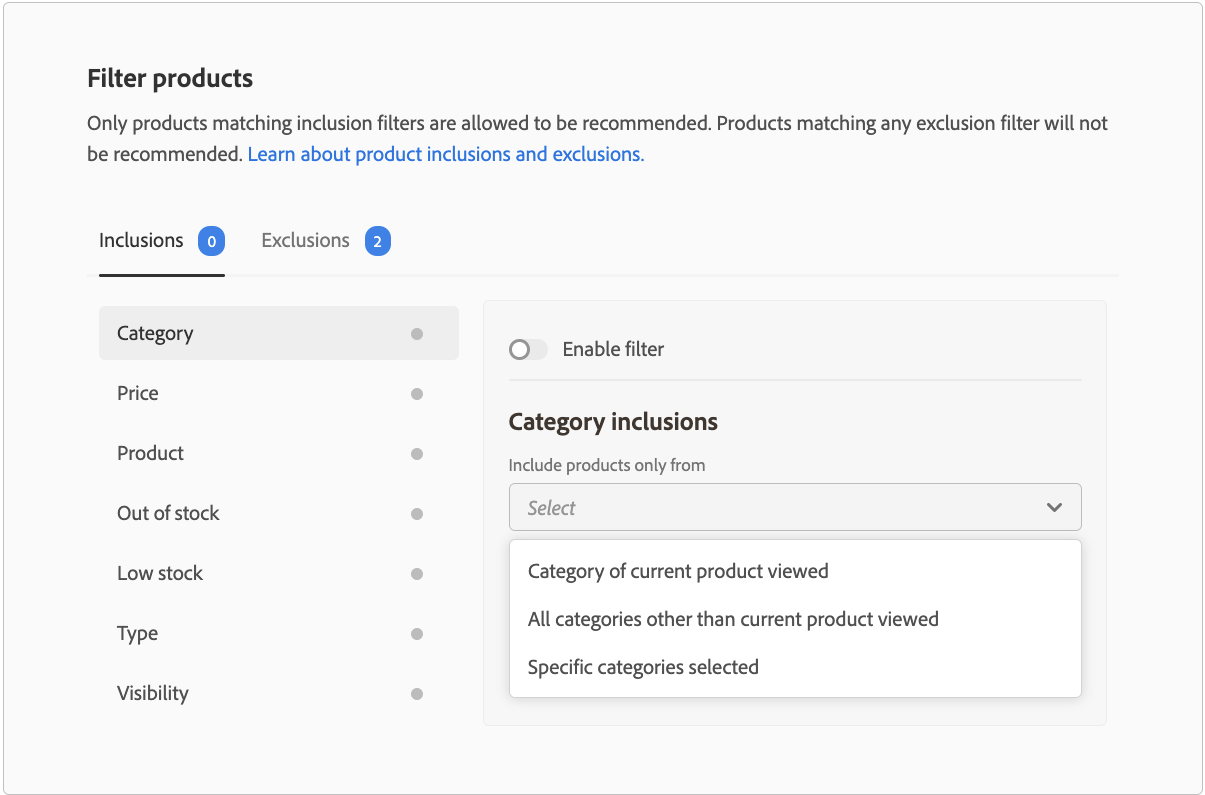 Filter products
Only products matching inclusion filters are allowed to be recommended. Products matching any exclusion filter will not
be recommended. Learn about product inclusions and exclusions.
Inclusions 0 Exclusions 2
Category
Price
Product
Out of stock
Low stock
Type
Visibility
Enable filter
Category inclusions
Include products only from
Select
Category of current product viewed
All categories other than current product viewed
Specific categories selected